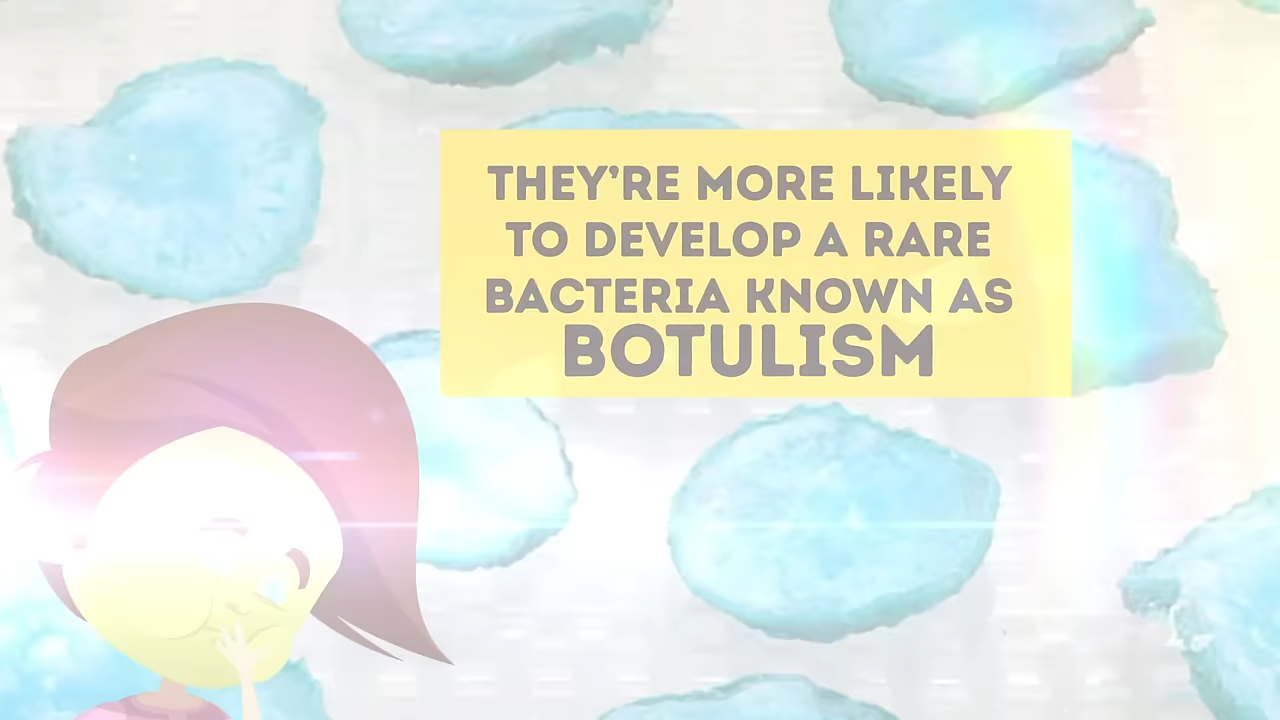 THEY'RE MORE LIKELY
TO DEVELOP A RARE
BACTERIA KNOWN AS
BOTULISM